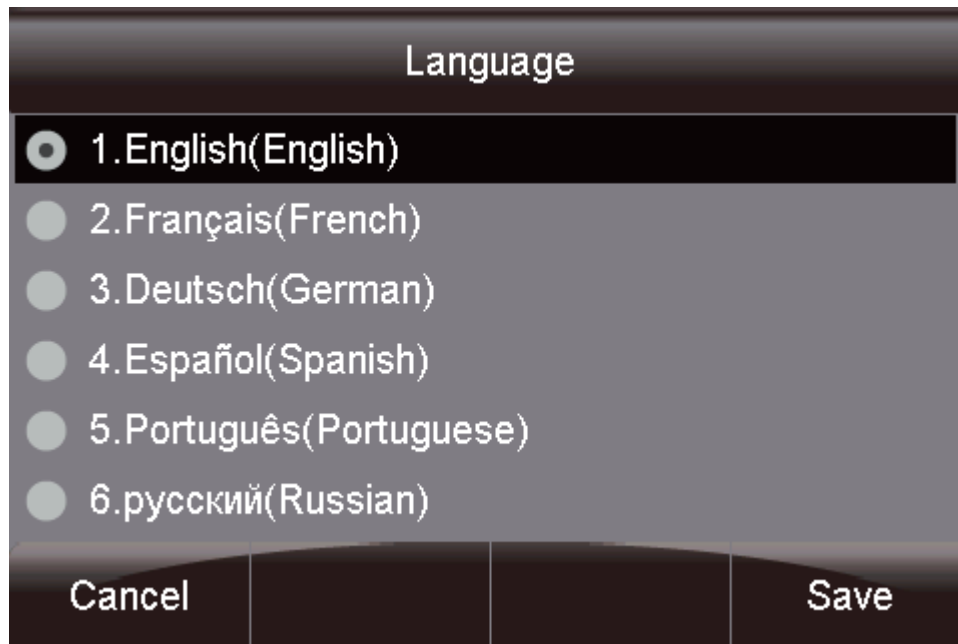 Language
1.English(English)
2.Français(French)
3.Deutsch(German)
4.Español(Spanish)
5.Português(Portuguese)
6.русский(Russian)
Cancel Save